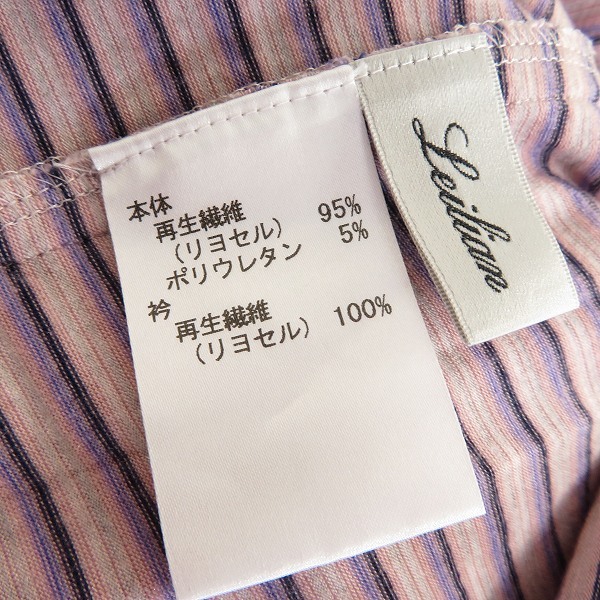 本体
再生繊維 95%
(リヨセル)
ポリウレタン 5%
衿
再生繊維 100%
(リヨセル)
Leilian